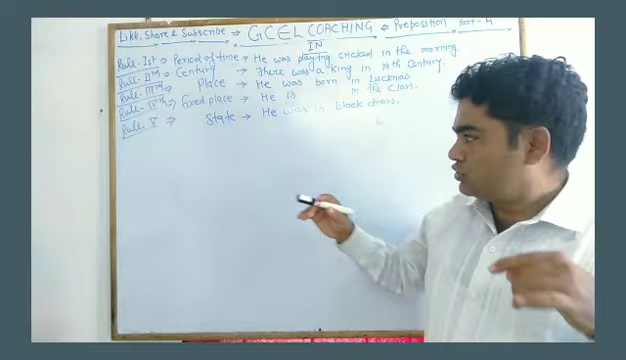 Like, Share & Subscribe → GCEL COACHING Preposition Part-4
IN
Rule-Ist → Period of time → He was playing cricked in the morning.
Rule-IInd → Century → There was a king in 19th Century.
Rule-IIIrd → Place → He was born in Lucknao
Rule-IVth → fixed place → He is in the class.
Rule-V ⇒ State → He was in black dress.